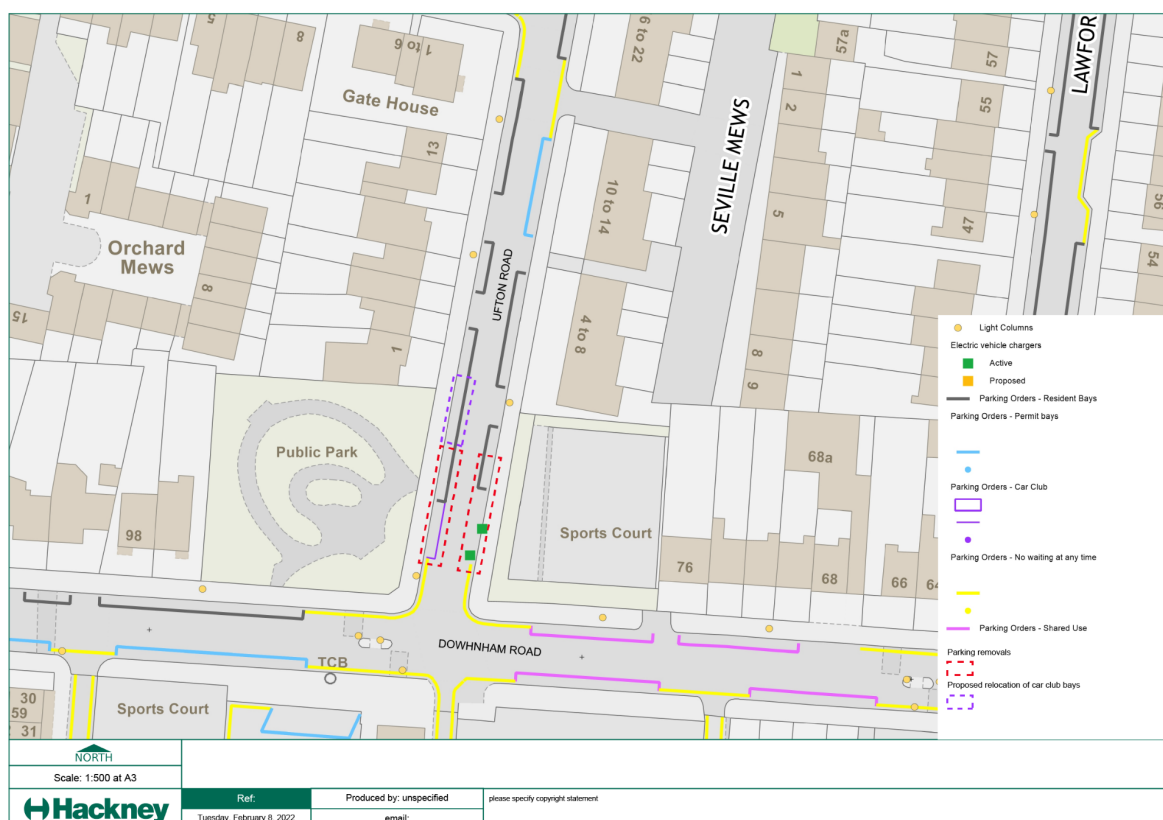 5
8
1 to 6
Gate House
13
6 to 22
57a
57
LAWFOR
1
2
55
SEVILLE MEWS
10 to 14
5
47
56
54
1
Orchard
Mews
8
15
UFTON ROAD
4 to 8
1
8
9
Public Park
98
Sports Court
68a
76
68
66
64
DOWHNHAM ROAD
TCB
30
59
31
Sports Court
Light Columns
Electric vehicle chargers
Active
Proposed
Parking Orders - Resident Bays
Parking Orders - Permit bays
Parking Orders - Car Club
Parking Orders - No waiting at any time
Parking Orders - Shared Use
Parking removals
Proposed relocation of car club bays
NORTH
Scale: 1:500 at A3
Hackney
Ref:
Tuesday, February 8, 2022
Produced by: unspecified
email:
please specify copyright statement